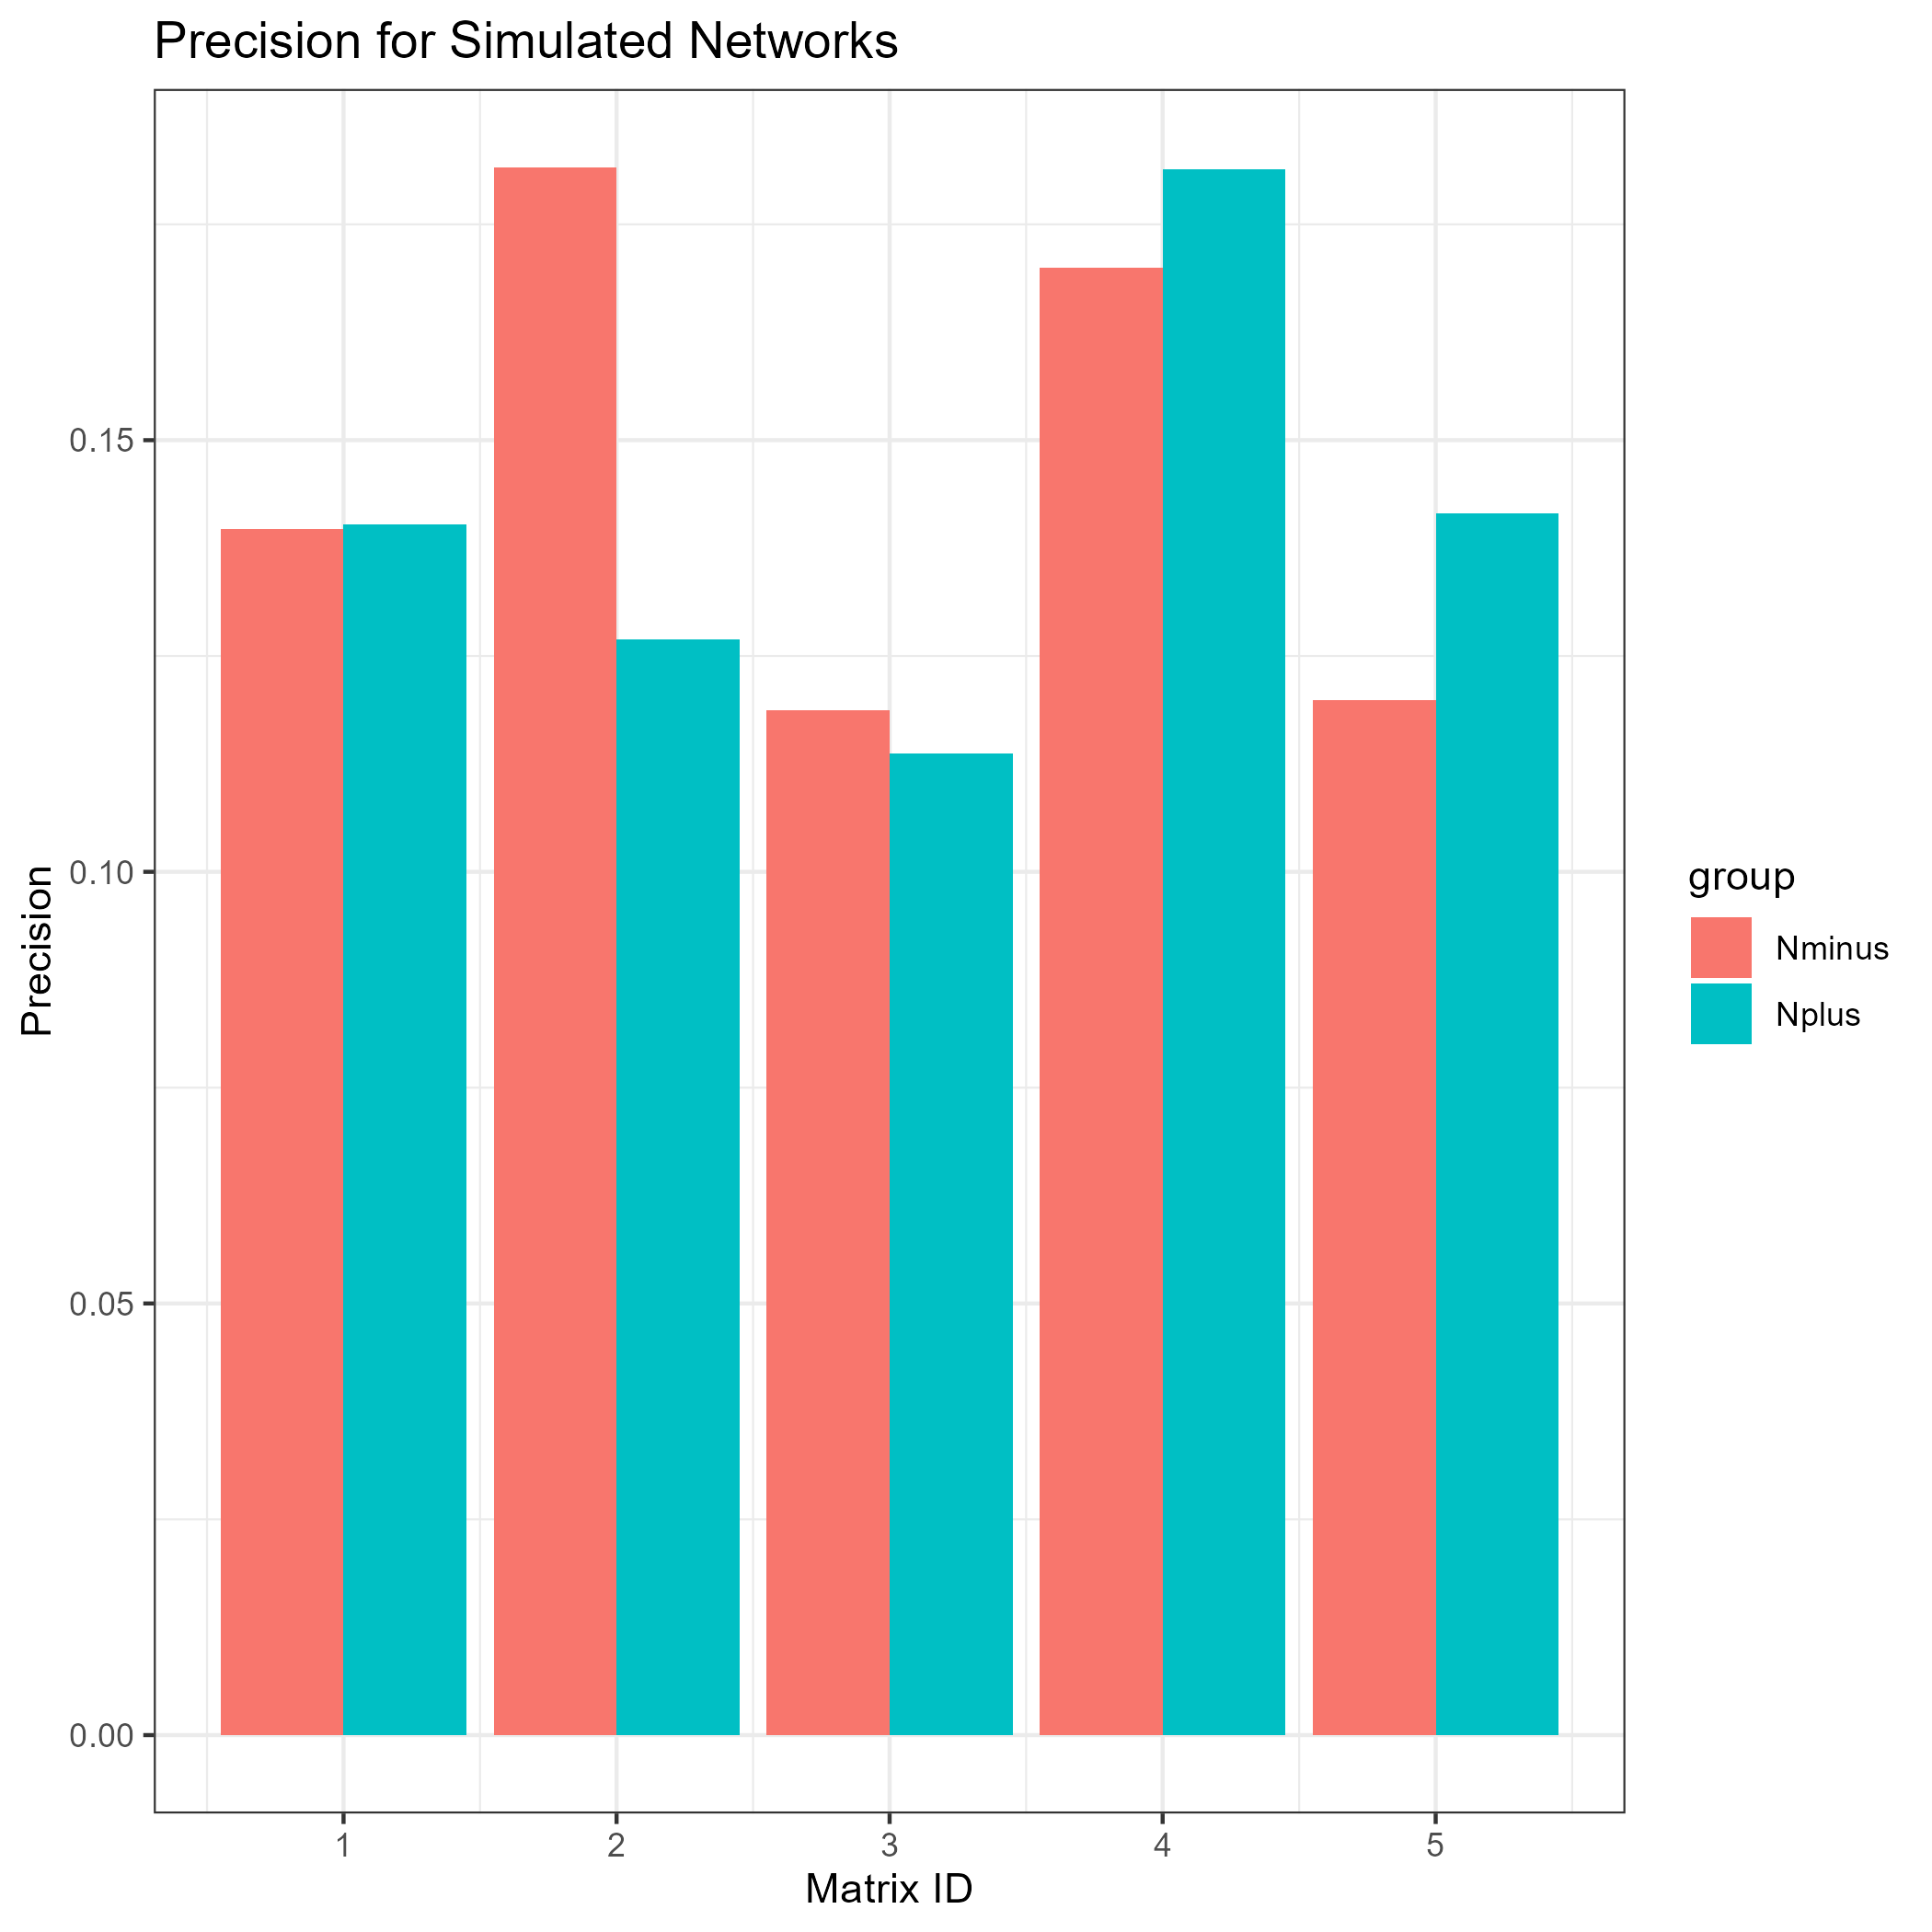 Precision for Simulated Networks
Precision
0.15
0.10
0.05
0.00
1 2 3 4 5
Matrix ID
group
Nminus
Nplus